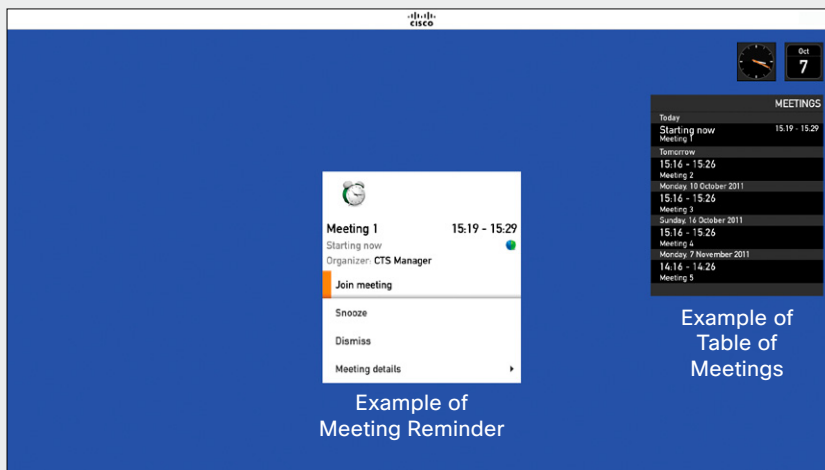 CISCO
Oct
7
MEETINGS
Today
Starting now 15:19 - 15:29
Meeting 1
Tomorrow
15:16 - 15:26
Meeting 2
Monday, 10 October 2011
15:16 - 15:26
Meeting 3
Sunday, 16 October 2011
15:16 - 15:26
Meeting 4
Monday, 7 November 2011
14:16 - 14:26
Meeting 5
Example of
Table of
Meetings
Meeting 1 15:19 - 15:29
Starting now
Organizer: CTS Manager
Join meeting
Snooze
Dismiss
Meeting details
Example of
Meeting Reminder